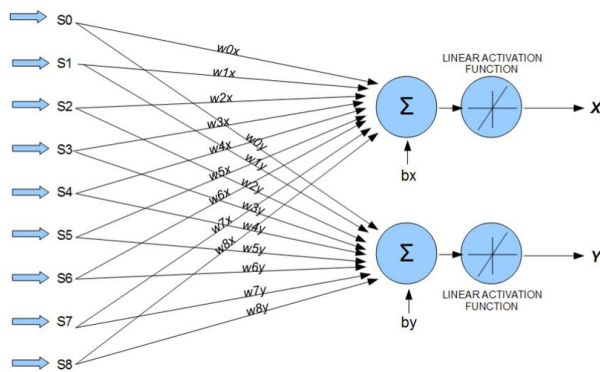 S0
S1
S2
S3
S4
S5
S6
S7
S8
w0x
w1x
w2x
w3x
w4x
w5x
w6x
w7x
w8x
w0y
w1y
w2y
w3y
w4y
w5y
w6y
w7y
w8y
LINEAR ACTIVATION
FUNCTION
Σ
X
bx
Σ
Y
LINEAR ACTIVATION
FUNCTION
by